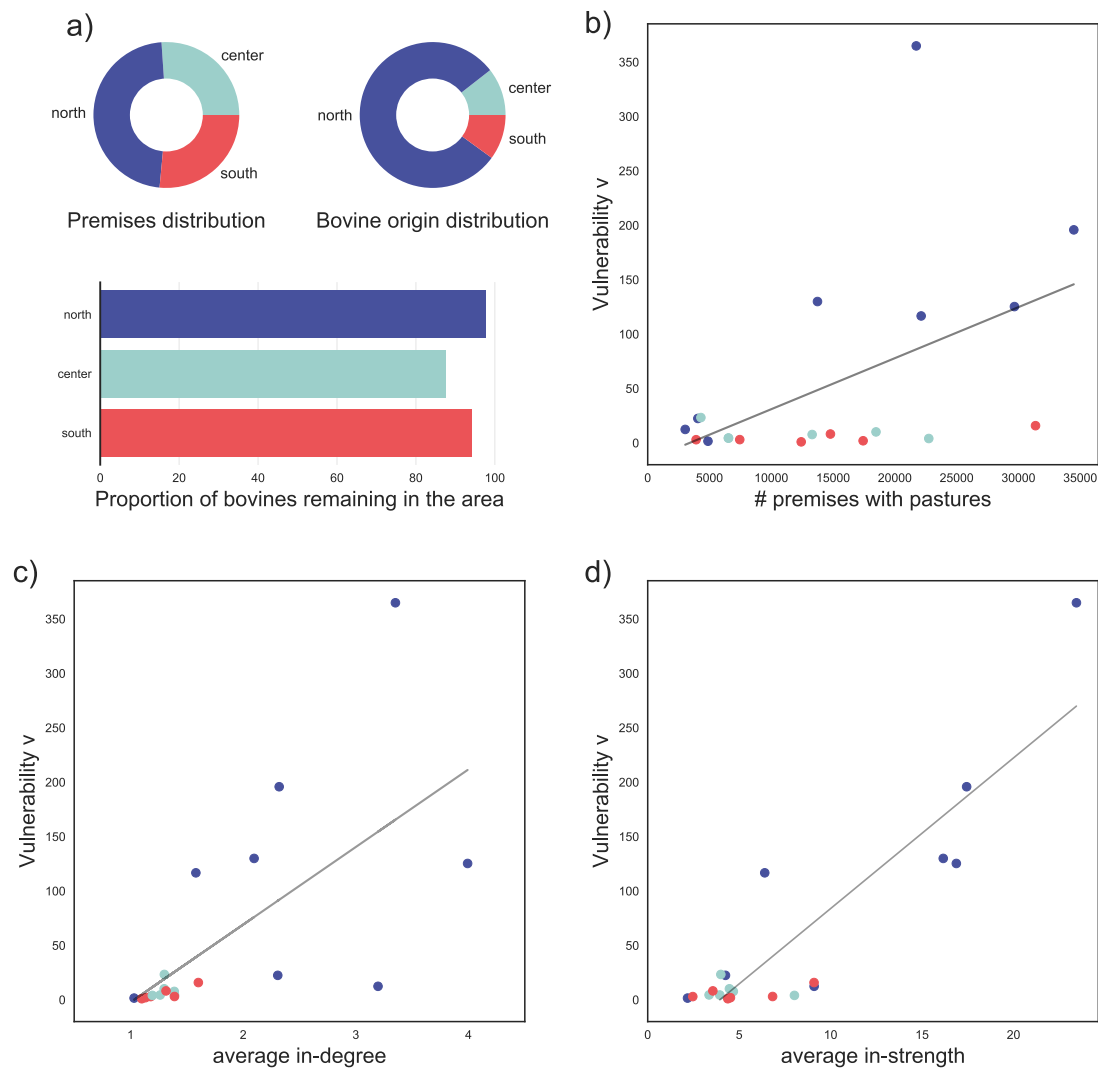 a)
center
north
south
Premises distribution
center
north
south
Bovine origin distribution
north
center
south
0 20 40 60 80 100
Proportion of bovines remaining in the area
b)
Vulnerability v
350
300
250
200
150
100
50
0
0 5000 10000 15000 20000 25000 30000 35000
# premises with pastures
c)
Vulnerability v
350
300
250
200
150
100
50
0
1 2 3 4
average in-degree
d)
Vulnerability v
350
300
250
200
150
100
50
0
0 5 10 15 20
average in-strength